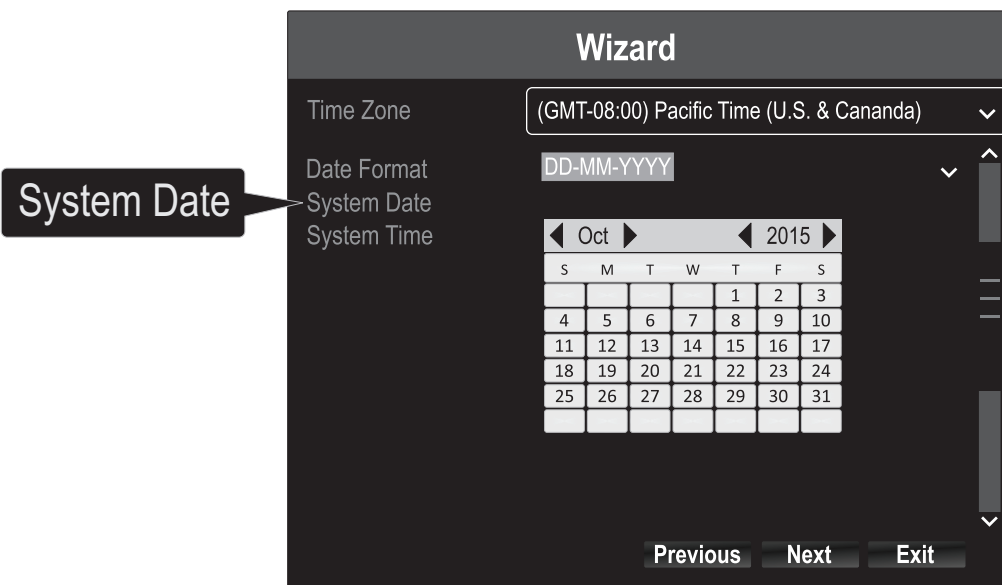 Wizard
Time Zone (GMT-08:00) Pacific Time (U.S. & Cananda)
Date Format DD-MM-YYYY
System Date System Date
System Time Oct 2015
S M T W T F S
1 2 3
4 5 6 7 8 9 10
11 12 13 14 15 16 17
18 19 20 21 22 23 24
25 26 27 28 29 30 31
Previous Next Exit